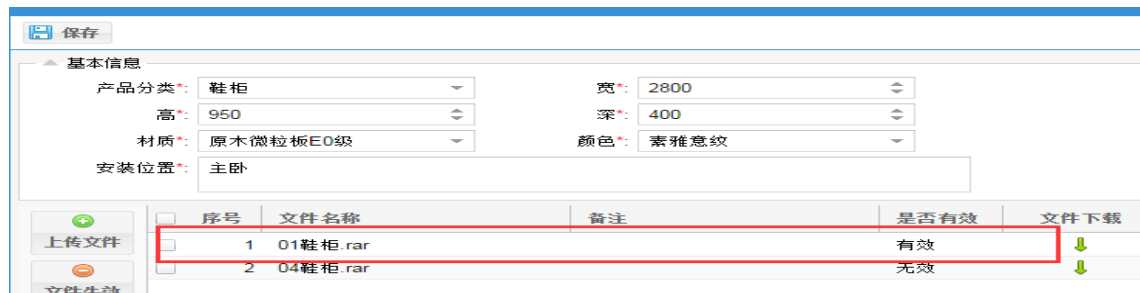 保存
基本信息
产品分类*: 鞋柜 宽*: 2800
高*: 950 深*: 400
材质*: 原木微粒板E0级 颜色*: 素雅意纹
安装位置*: 主卧
序号 文件名称 备注 是否有效 文件下载
上传文件
1 01鞋柜.rar 有效
2 04鞋柜.rar 无效
文件失效